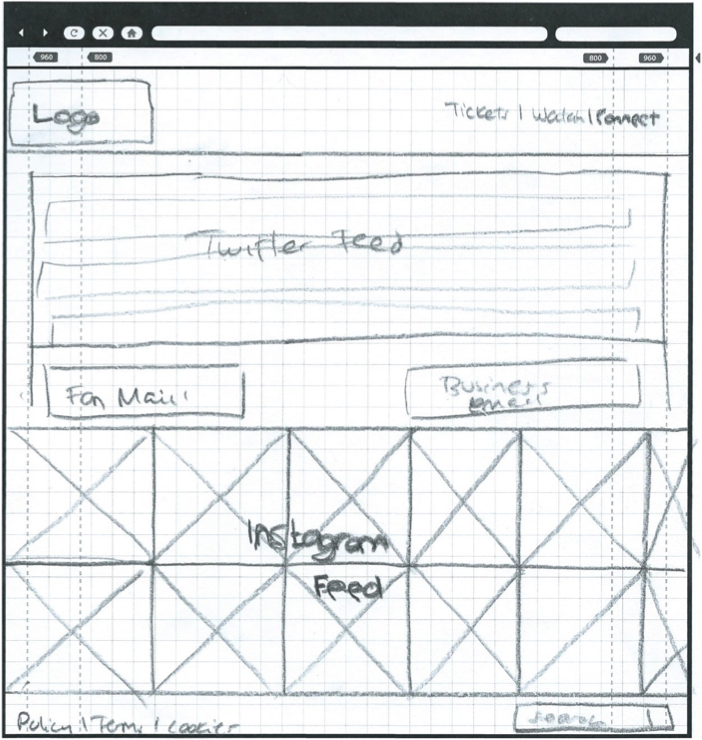 960 800 800 960
Logo
Tickets | Watch | Connect
Twitter Feed
Fan Mail
Business
email
Instagram
Feed
Policy | Terms | Cookies
Search